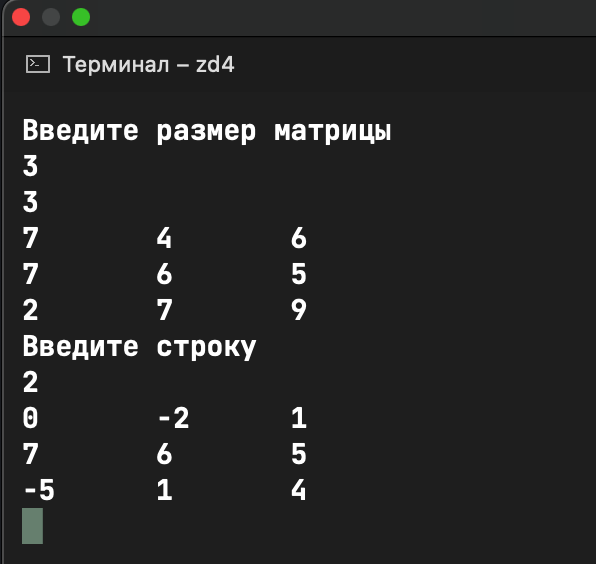 Терминал – zd4
Введите размер матрицы
3
3
7 4 6
7 6 5
2 7 9
Введите строку
2
0 -2 1
7 6 5
-5 1 4